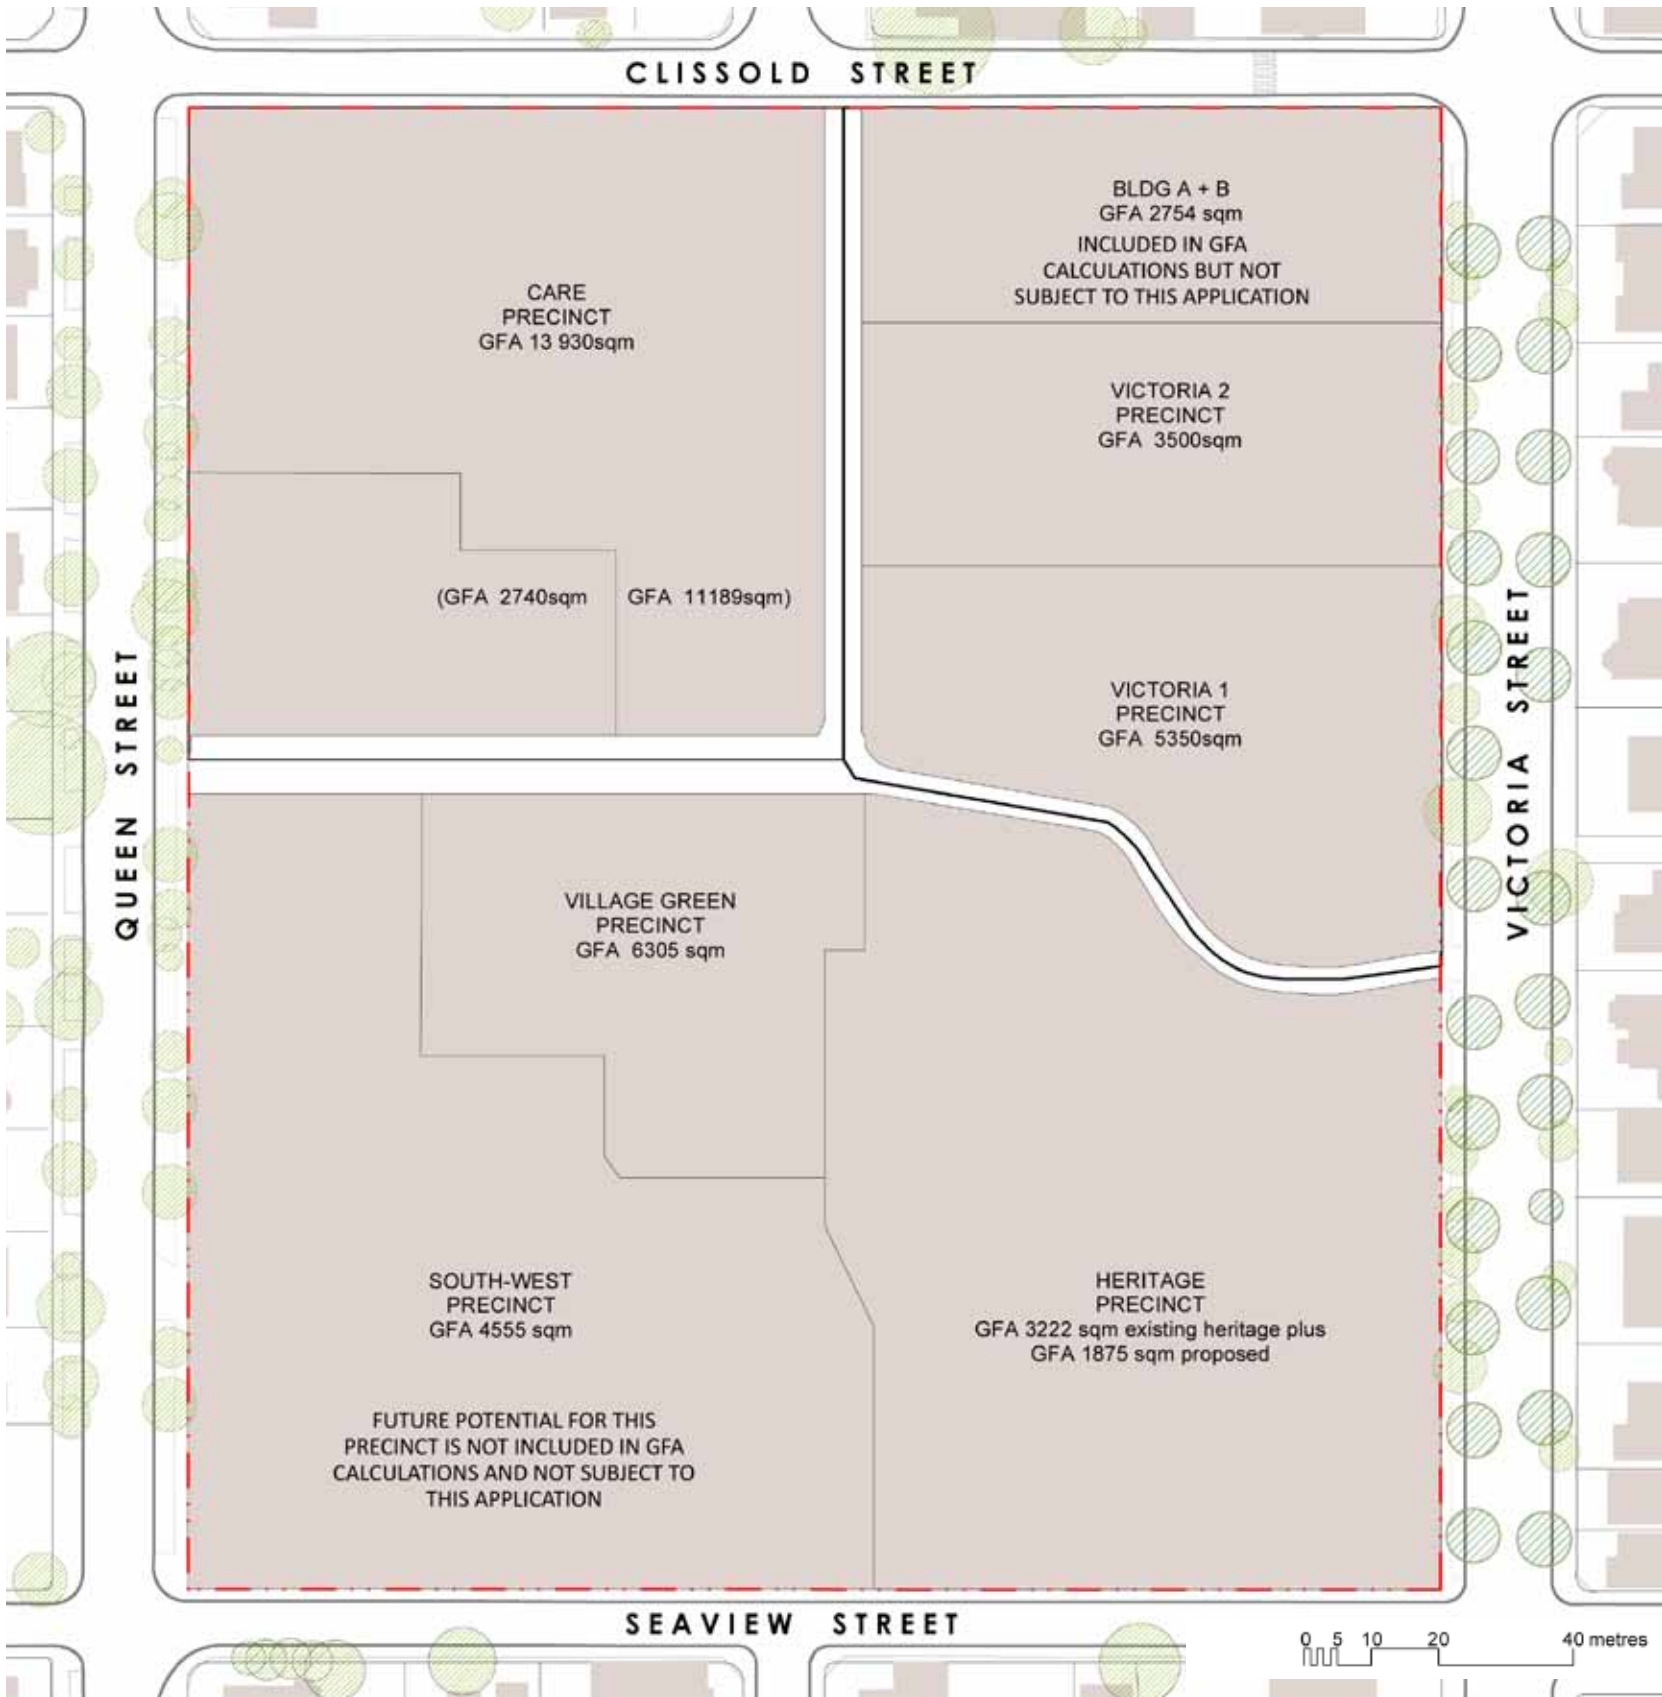 CLISSOLD STREET
BLDG A + B
GFA 2754 sqm
INCLUDED IN GFA
CALCULATIONS BUT NOT
SUBJECT TO THIS APPLICATION
CARE
PRECINCT
GFA 13 930sqm
VICTORIA 2
PRECINCT
GFA 3500sqm
(GFA 2740sqm
GFA 11189sqm)
VICTORIA 1
PRECINCT
GFA 5350sqm
QUEEN STREET
VICTORIA STREET
VILLAGE GREEN
PRECINCT
GFA 6305 sqm
SOUTH-WEST
PRECINCT
GFA 4555 sqm
HERITAGE
PRECINCT
GFA 3222 sqm existing heritage plus
GFA 1875 sqm proposed
FUTURE POTENTIAL FOR THIS
PRECINCT IS NOT INCLUDED IN GFA
CALCULATIONS AND NOT SUBJECT TO
THIS APPLICATION
SEAVIEW STREET
0 5 10 20 40 metres